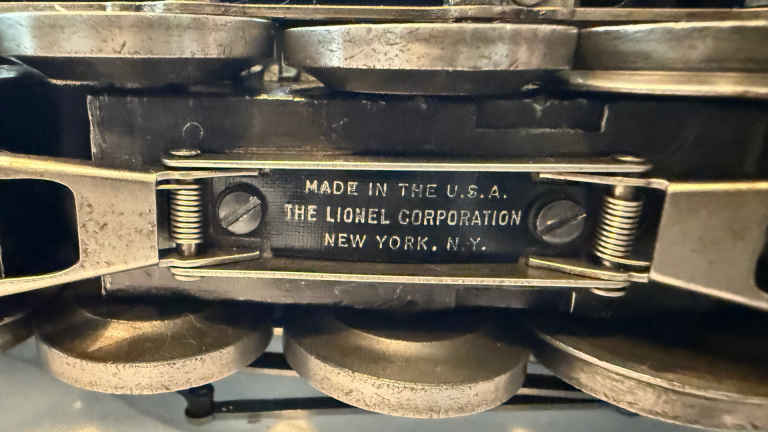 MADE IN THE U.S.A.
THE LIONEL CORPORATION
NEW YORK, N.Y.